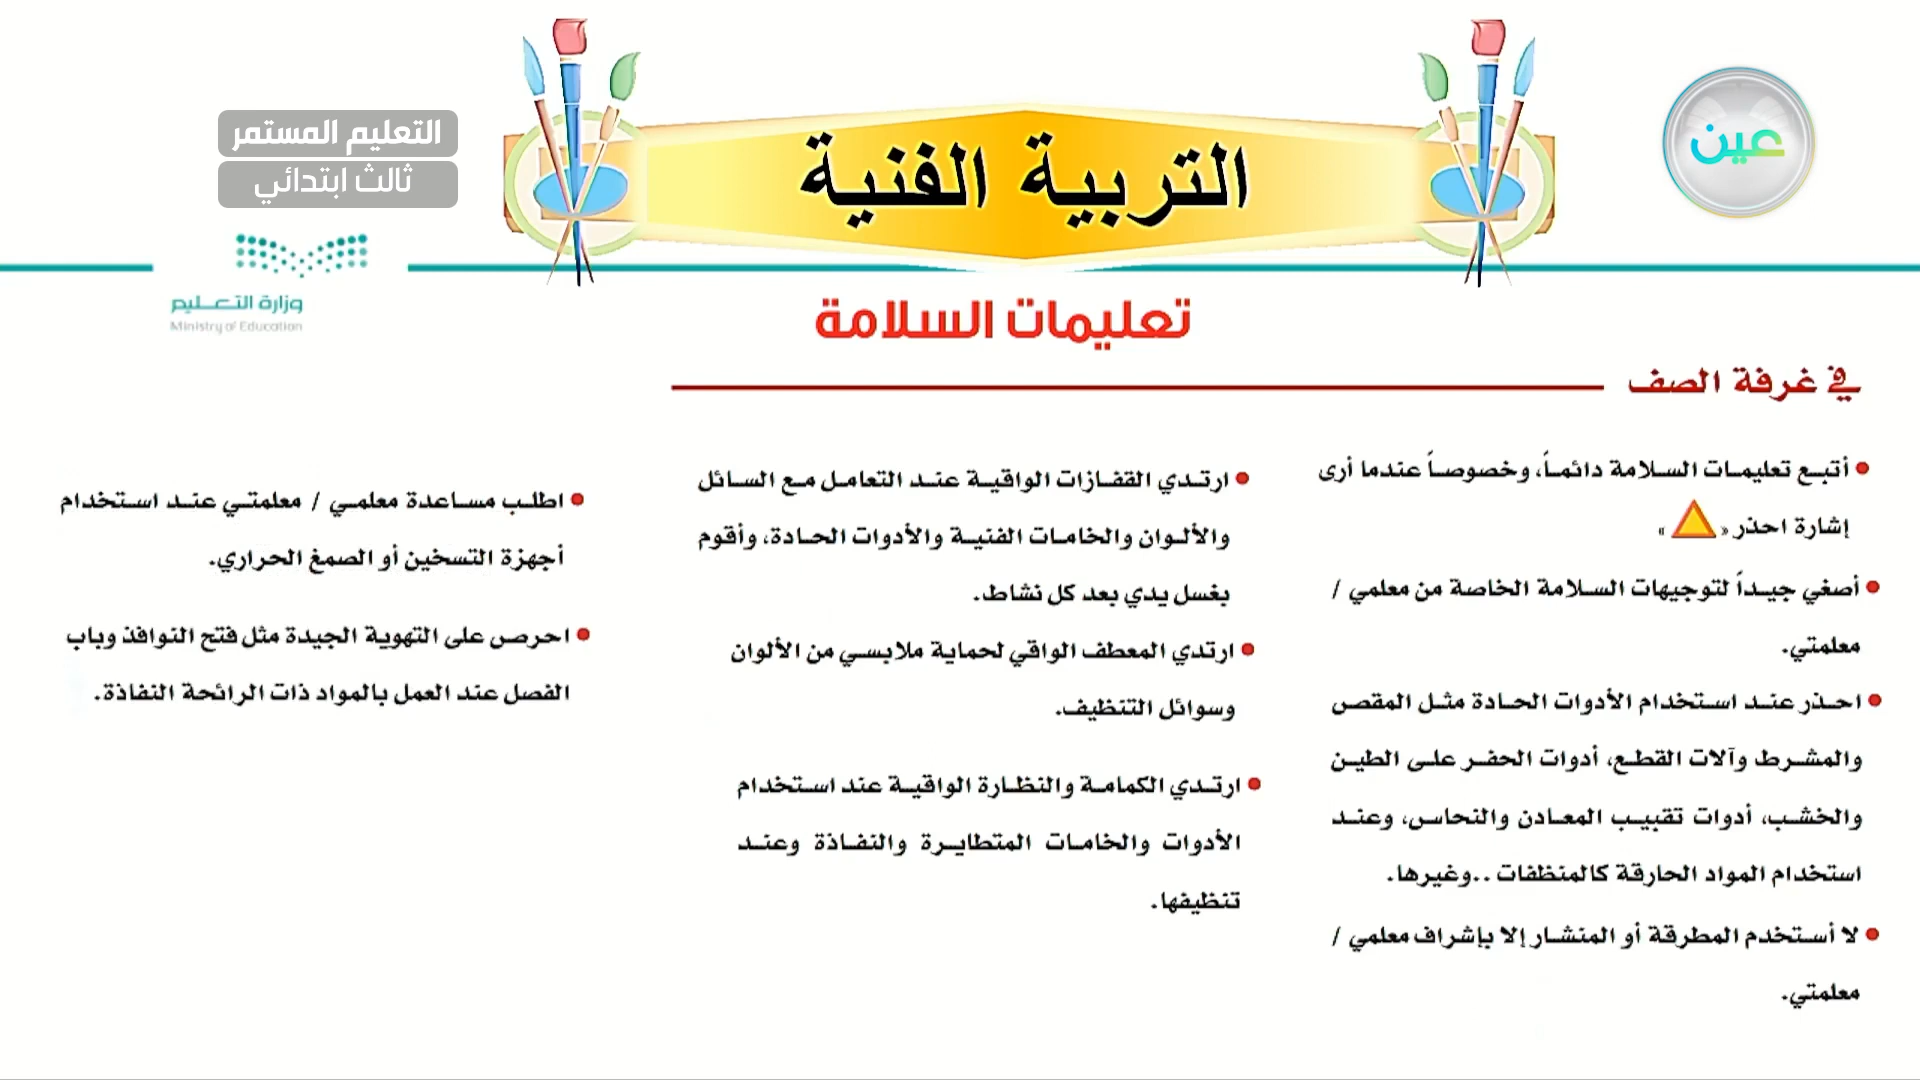 التعليم المستمر
ثالث ابتدائي
التربية الفنية
عين
وزارة التعليم
Ministry of Education
تعليمات السلامة
في غرفة الصف
• أتبع تعليمات السلامة دائماً، وخصوصاً عندما أرى
إشارة احذر « »
• أصغي جيداً لتوجيهات السلامة الخاصة من معلمي /
معلمتي.
• احذر عند استخدام الأدوات الحادة مثل المقص
والمشرط وآلات القطع، أدوات الحفر على الطين
والخشب، أدوات تقبيب المعادن والنحاس، وعند
استخدام المواد الحارقة كالمنظفات ..وغيرها.
• لا أستخدم المطرقة أو المنشار إلا بإشراف معلمي /
معلمتي.
• ارتدي القفازات الواقية عند التعامل مع السائل
والألوان والخامات الفنية والأدوات الحادة، وأقوم
بغسل يدي بعد كل نشاط.
• ارتدي المعطف الواقي لحماية ملابسي من الألوان
وسوائل التنظيف.
• ارتدي الكمامة والنظارة الواقية عند استخدام
الأدوات والخامات المتطايرة والنفاذة وعند
تنظيفها.
• اطلب مساعدة معلمي / معلمتي عند استخدام
أجهزة التسخين أو الصمغ الحراري.
• احرص على التهوية الجيدة مثل فتح النوافذ وباب
الفصل عند العمل بالمواد ذات الرائحة النفاذة.